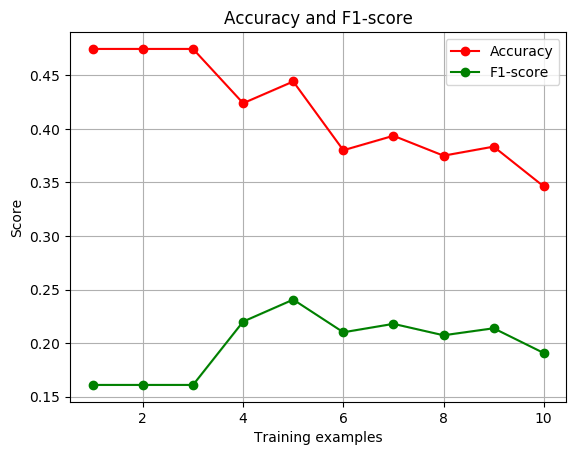 Accuracy and F1-score
Accuracy
F1-score
Score
0.45
0.40
0.35
0.30
0.25
0.20
0.15
2 4 6 8 10
Training examples